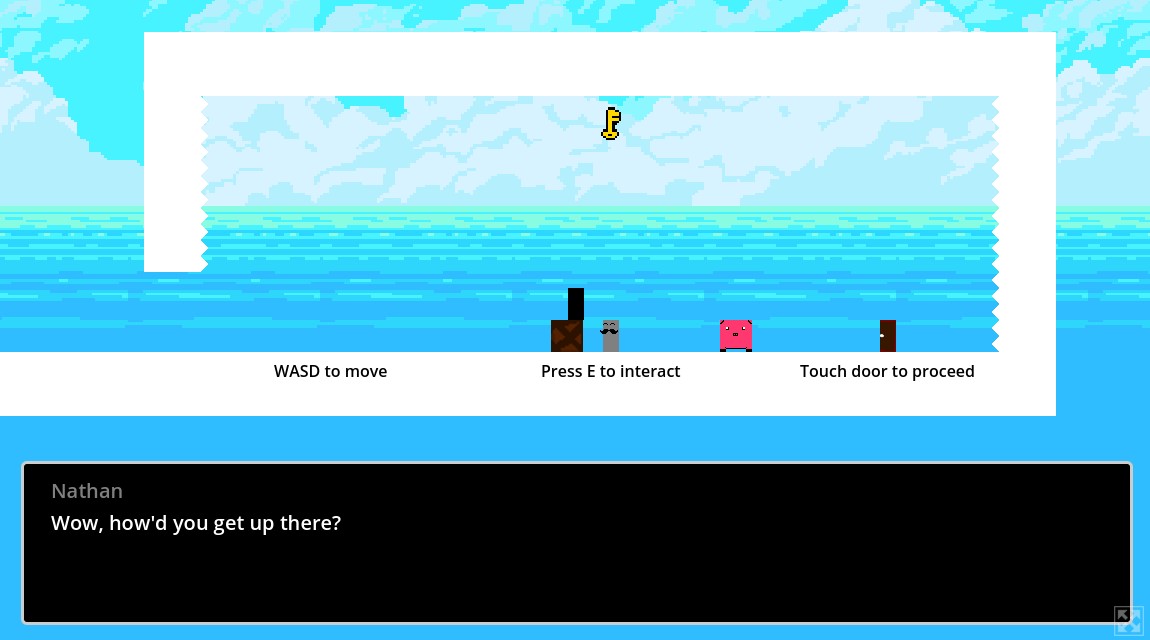 WASD to move
Press E to interact
Touch door to proceed
Nathan
Wow, how'd you get up there?